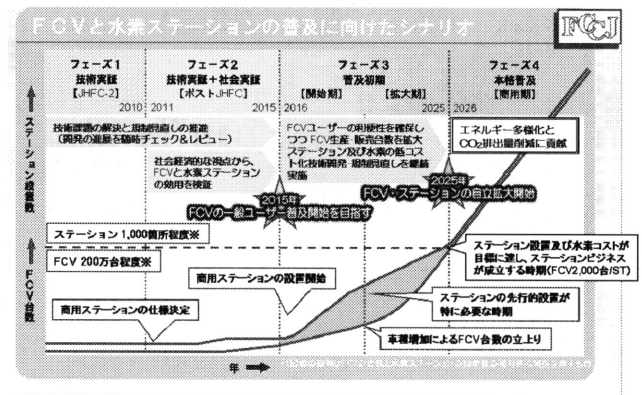 FCVと水素ステーションの普及に向けたシナリオ
FCCJ
フェーズ1
技術実証
【JHFC-2】
フェーズ2
技術実証+社会実証
【ポストJHFC】
フェーズ3
普及初期
【開始期】 【拡大期】
フェーズ4
本格普及
【商用期】
2010 2011 2015 2016 2025 2026
技術課題の解決と規制見直しの推進
(開発の進展を随時チェック&レビュー)
社会経済的な視点から、
FCVと水素ステーション
の効用を検証
FCVユーザーの利便性を確保し
つつ FCV生産・販売台数を拡大
ステーション及び水素の低コス
ト化技術開発 規制見直しを継続
実施
エネルギー多様化と
CO2排出量削減に貢献
2015年
FCVの一般ユーザー普及開始を目指す
2025年
FCV・ステーションの自立拡大開始
ステーション設置数
FCV台数
ステーション 1,000箇所程度※
FCV 200万台程度※
商用ステーションの設置開始
商用ステーションの仕様決定
ステーション設置及び水素コストが
目標に達し、ステーションビジネス
が成立する時期(FCV2,000台/ST)
ステーションの先行的設置が
特に必要な時期
車種増加によるFCV台数の立上り
年